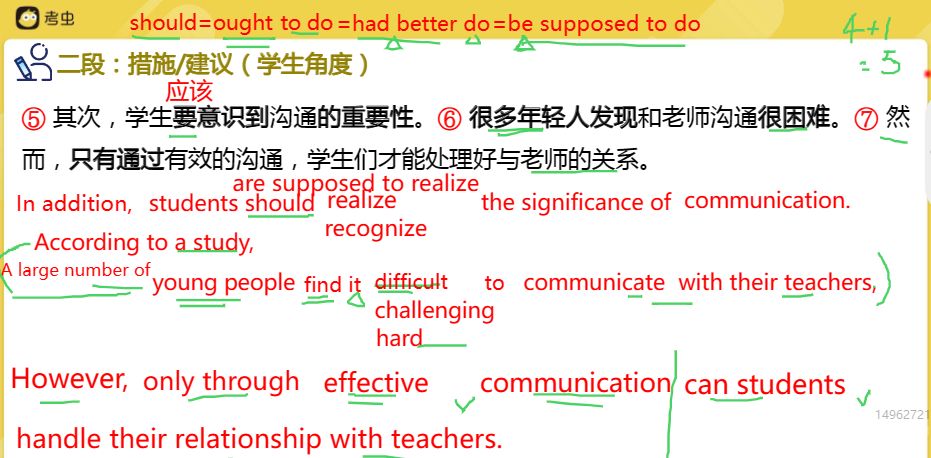 考虫
should=ought to do =had better do =be supposed to do
4+1
=5
二段：措施/建议（学生角度）
应该
⑤ 其次，学生要意识到沟通的重要性。⑥ 很多年轻人发现和老师沟通很困难。⑦ 然
而，只有通过有效的沟通，学生们才能处理好与老师的关系。
are supposed to realize
In addition, students should realize the significance of communication.
recognize
According to a study,
A large number of
young people find it difficult to communicate with their teachers,
challenging
hard
However, only through effective communication can students
14962721
handle their relationship with teachers.